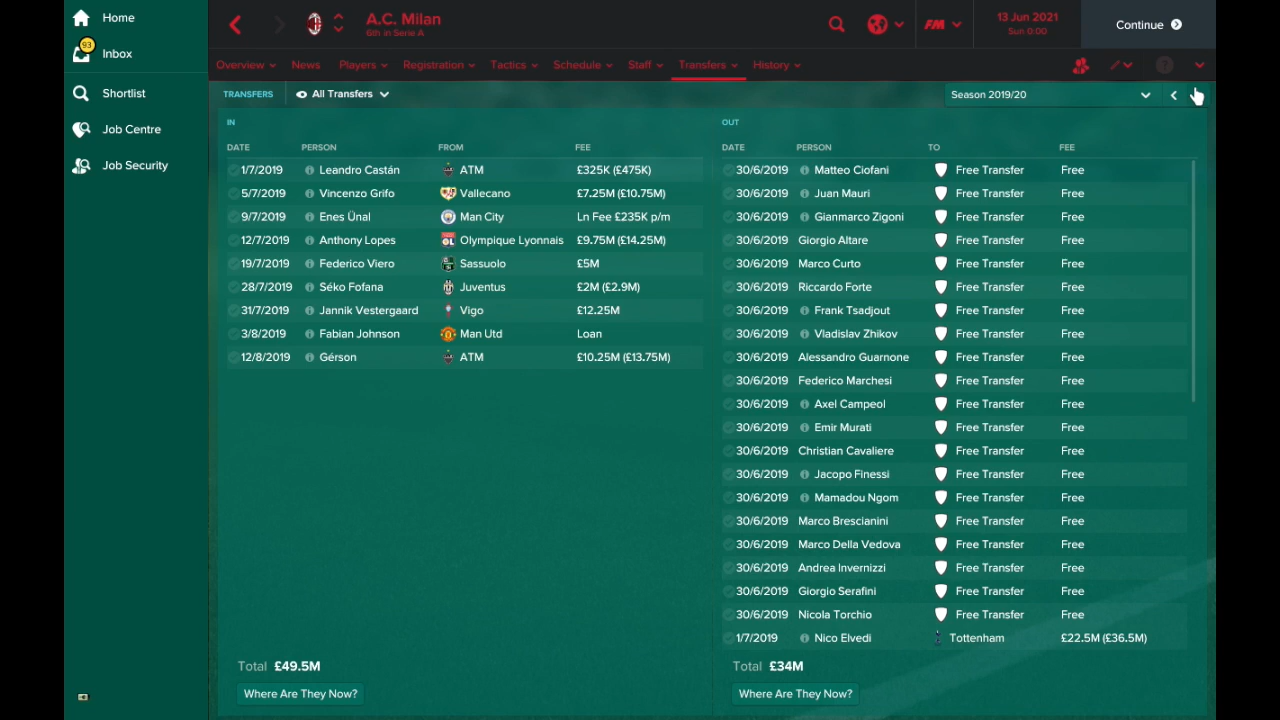 Home
93
Inbox
Shortlist
Job Centre
Job Security
A.C. Milan
6th in Serie A
FM
13 Jun 2021
Sun 0:00
Continue
Overview News Players Registration Tactics Schedule Staff Transfers History
TRANSFERS All Transfers Season 2019/20
IN
DATE PERSON FROM FEE
1/7/2019 Leandro Castán ATM £325K (£475K)
5/7/2019 Vincenzo Grifo Vallecano £7.25M (£10.75M)
9/7/2019 Enes Ünal Man City Ln Fee £235K p/m
12/7/2019 Anthony Lopes Olympique Lyonnais £9.75M (£14.25M)
19/7/2019 Federico Viero Sassuolo £5M
28/7/2019 Séko Fofana Juventus £2M (£2.9M)
31/7/2019 Jannik Vestergaard Vigo £12.25M
3/8/2019 Fabian Johnson Man Utd Loan
12/8/2019 Gérson ATM £10.25M (£13.75M)
Total £49.5M
Where Are They Now?
OUT
DATE PERSON TO FEE
30/6/2019 Matteo Ciofani Free Transfer Free
30/6/2019 Juan Mauri Free Transfer Free
30/6/2019 Gianmarco Zigoni Free Transfer Free
30/6/2019 Giorgio Altare Free Transfer Free
30/6/2019 Marco Curto Free Transfer Free
30/6/2019 Riccardo Forte Free Transfer Free
30/6/2019 Frank Tsadjout Free Transfer Free
30/6/2019 Vladislav Zhikov Free Transfer Free
30/6/2019 Alessandro Guarnone Free Transfer Free
30/6/2019 Federico Marchesi Free Transfer Free
30/6/2019 Axel Campeol Free Transfer Free
30/6/2019 Emir Murati Free Transfer Free
30/6/2019 Christian Cavaliere Free Transfer Free
30/6/2019 Jacopo Finessi Free Transfer Free
30/6/2019 Mamadou Ngom Free Transfer Free
30/6/2019 Marco Brescianini Free Transfer Free
30/6/2019 Marco Della Vedova Free Transfer Free
30/6/2019 Andrea Invernizzi Free Transfer Free
30/6/2019 Giorgio Serafini Free Transfer Free
30/6/2019 Nicola Torchio Free Transfer Free
1/7/2019 Nico Elvedi Tottenham £22.5M (£36.5M)
Total £34M
Where Are They Now?